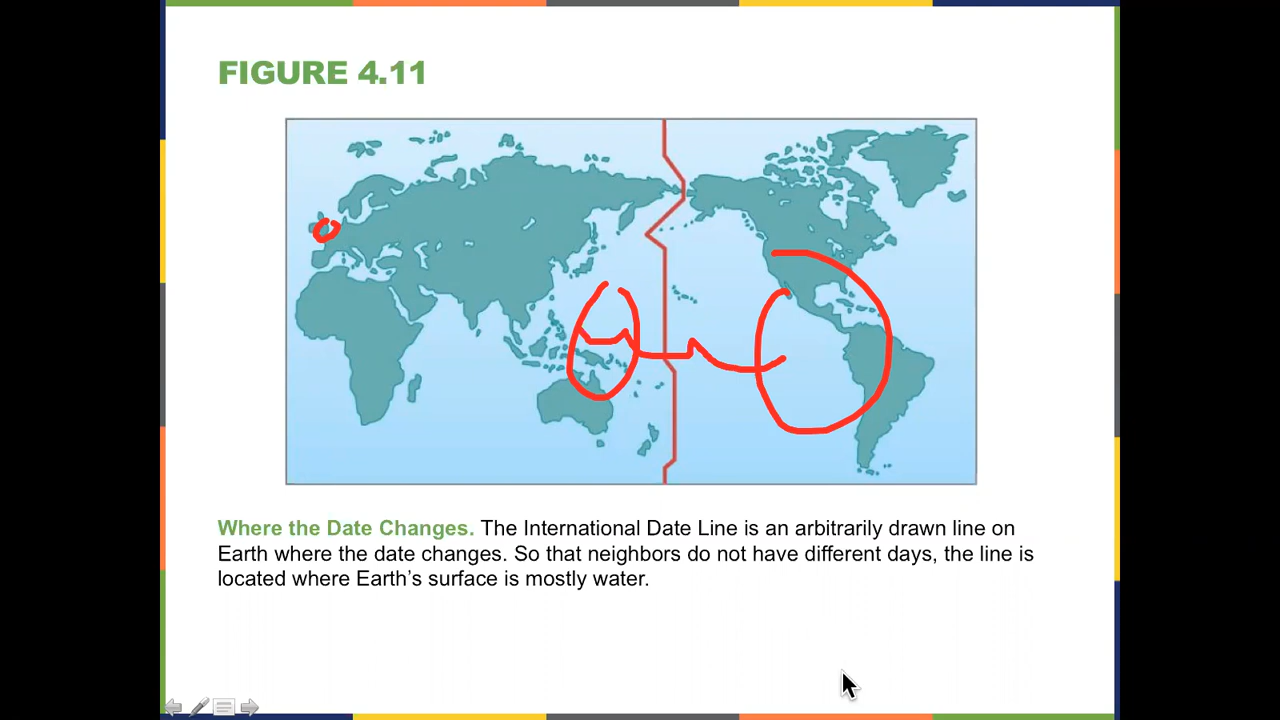 FIGURE 4.11
Where the Date Changes. The International Date Line is an arbitrarily drawn line on
Earth where the date changes. So that neighbors do not have different days, the line is
located where Earth's surface is mostly water.